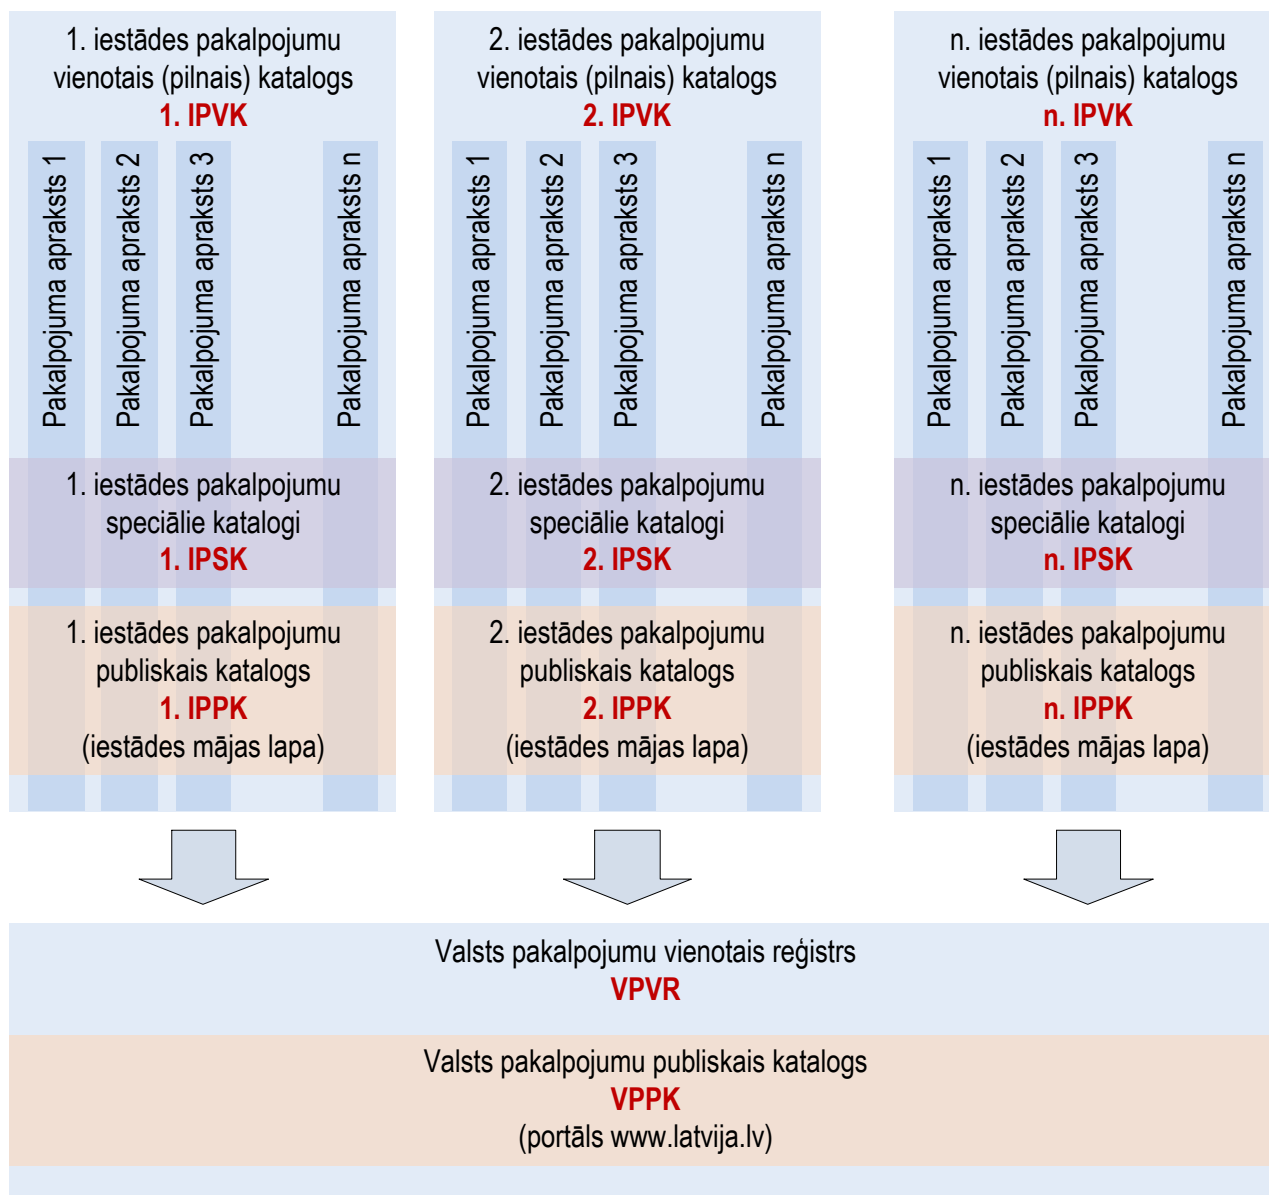 1. iestādes pakalpojumu
vienotais (pilnais) katalogs
1. IPVK
Pakalpojuma apraksts 1
Pakalpojuma apraksts 2
Pakalpojuma apraksts 3
Pakalpojuma apraksts n
1. iestādes pakalpojumu
speciālie katalogi
1. IPSK
1. iestādes pakalpojumu
publiskais katalogs
1. IPPK
(iestādes mājas lapa)
2. iestādes pakalpojumu
vienotais (pilnais) katalogs
2. IPVK
Pakalpojuma apraksts 1
Pakalpojuma apraksts 2
Pakalpojuma apraksts 3
Pakalpojuma apraksts n
2. iestādes pakalpojumu
speciālie katalogi
2. IPSK
2. iestādes pakalpojumu
publiskais katalogs
2. IPPK
(iestādes mājas lapa)
n. iestādes pakalpojumu
vienotais (pilnais) katalogs
n. IPVK
Pakalpojuma apraksts 1
Pakalpojuma apraksts 2
Pakalpojuma apraksts 3
Pakalpojuma apraksts n
n. iestādes pakalpojumu
speciālie katalogi
n. IPSK
n. iestādes pakalpojumu
publiskais katalogs
n. IPPK
(iestādes mājas lapa)
Valsts pakalpojumu vienotais reģistrs
VPVR
Valsts pakalpojumu publiskais katalogs
VPPK
(portāls www.latvija.lv)